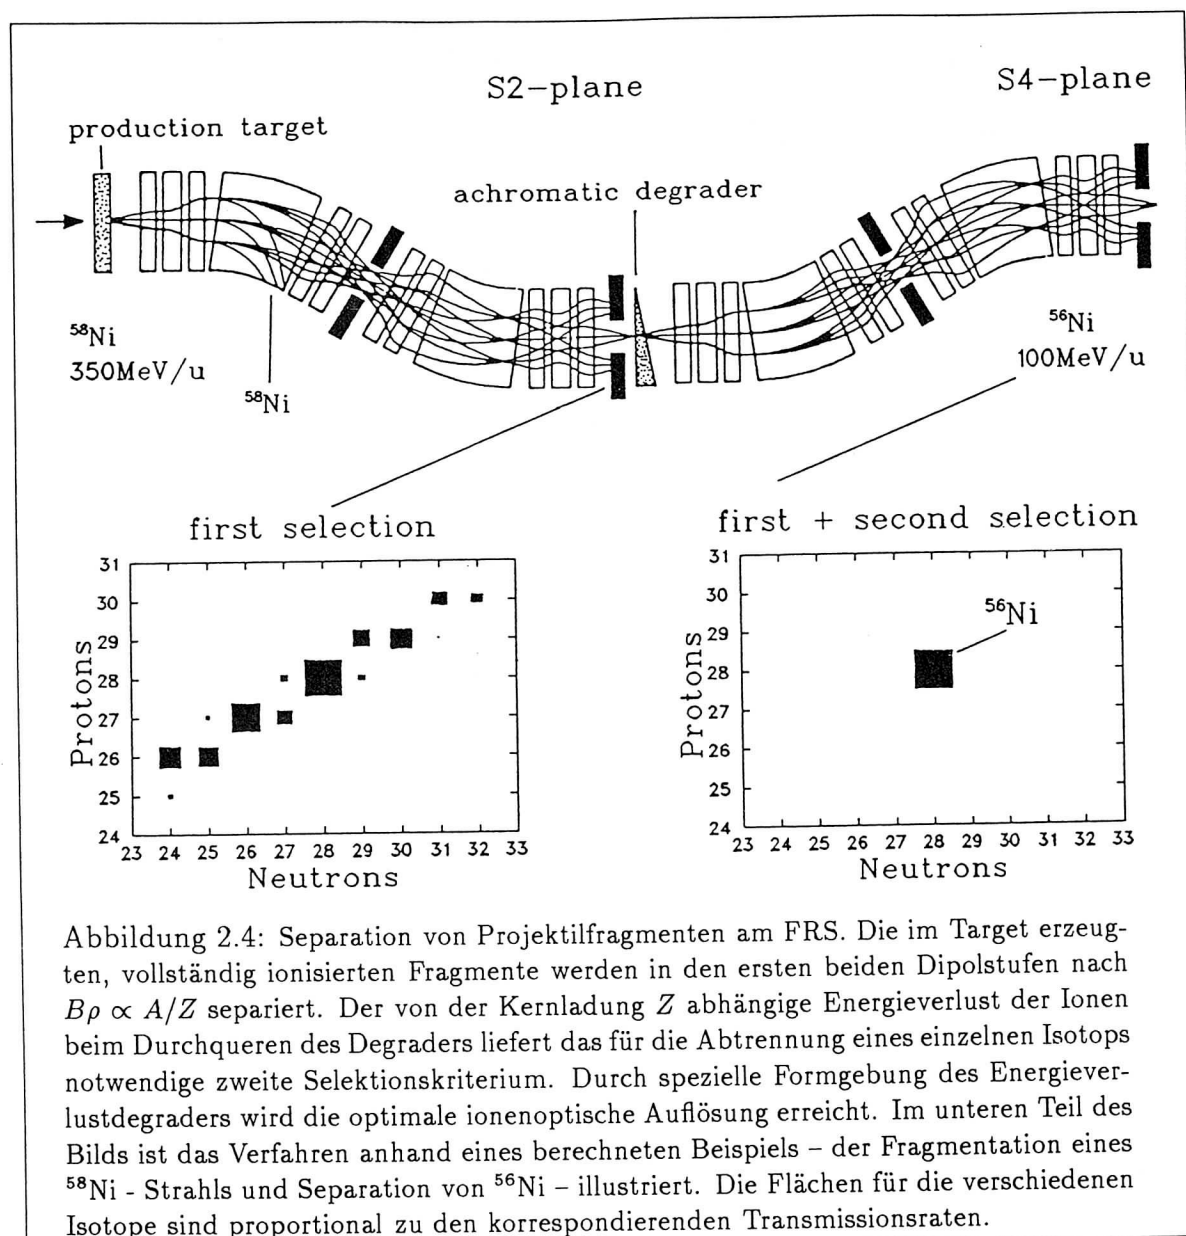 S2-plane
S4-plane
production target
achromatic degrader
⁵⁸Ni
350MeV/u
⁵⁸Ni
⁵⁶Ni
100MeV/u
first selection
first + second selection
31
30
29
28
27
26
25
24
Protons
23 24 25 26 27 28 29 30 31 32 33
Neutrons
31
30
29
28
27
26
25
24
Protons
⁵⁶Ni
23 24 25 26 27 28 29 30 31 32 33
Neutrons
Abbildung 2.4: Separation von Projektilfragmenten am FRS. Die im Target erzeug-
ten, vollständig ionisierten Fragmente werden in den ersten beiden Dipolstufen nach
Bρ ∝ A/Z separiert. Der von der Kernladung Z abhängige Energieverlust der Ionen
beim Durchqueren des Degraders liefert das für die Abtrennung eines einzelnen Isotops
notwendige zweite Selektionskriterium. Durch spezielle Formgebung des Energiever-
lustdegraders wird die optimale ionenoptische Auflösung erreicht. Im unteren Teil des
Bilds ist das Verfahren anhand eines berechneten Beispiels – der Fragmentation eines
⁵⁸Ni - Strahls und Separation von ⁵⁶Ni – illustriert. Die Flächen für die verschiedenen
Isotope sind proportional zu den korrespondierenden Transmissionsraten.